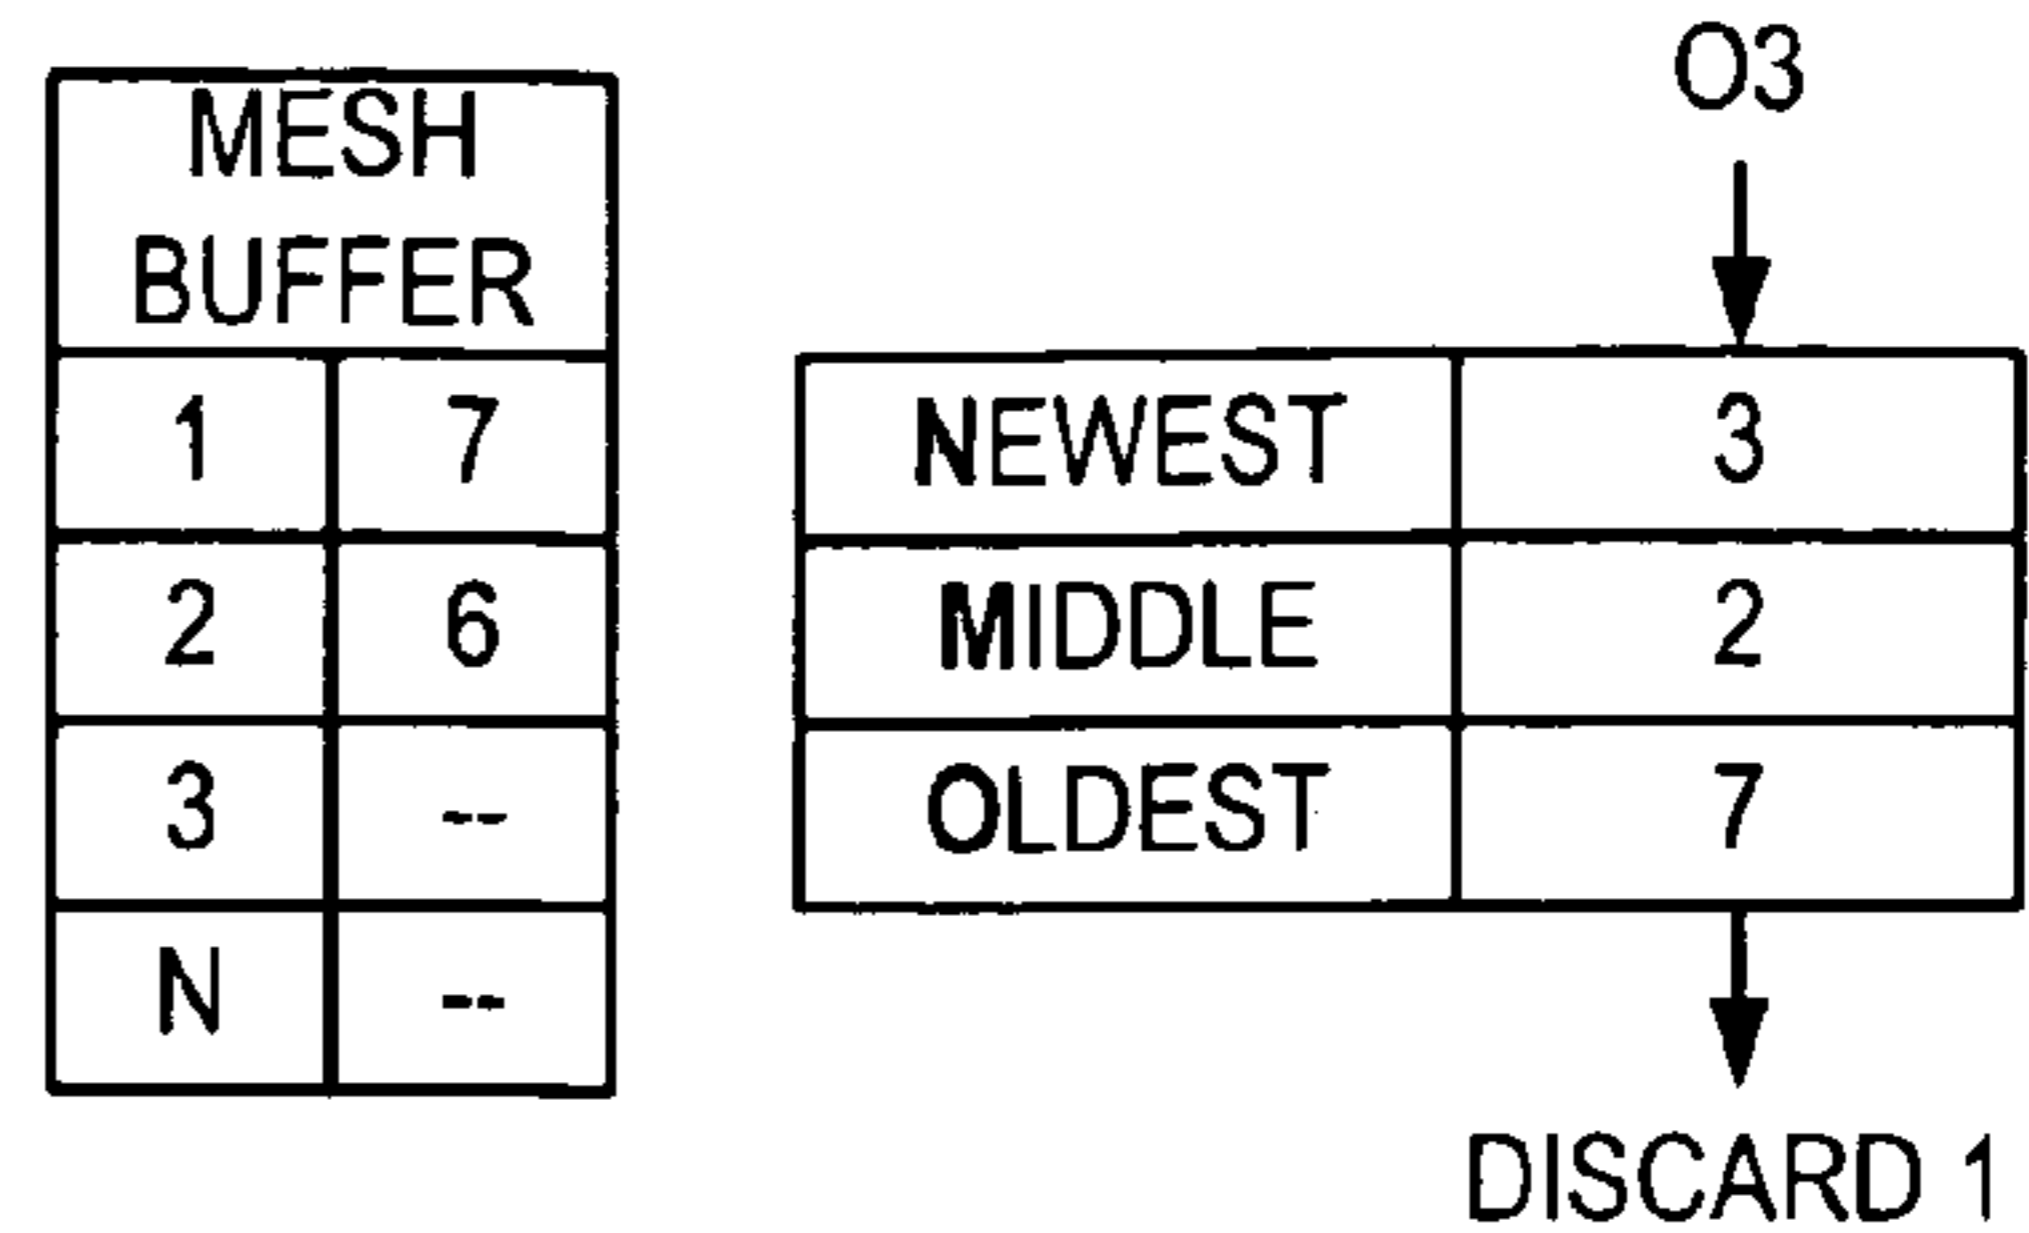 MESH
BUFFER
1 7
2 6
3 --
N --
O3
NEWEST 3
MIDDLE 2
OLDEST 7
DISCARD 1